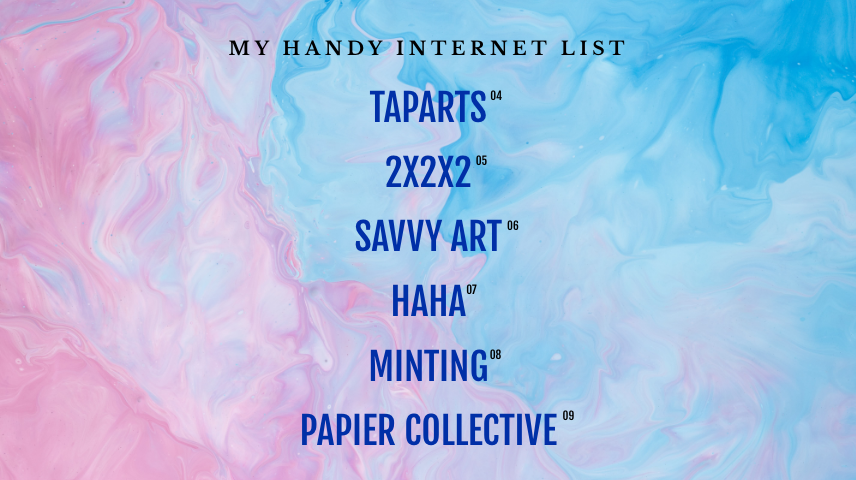 MY HANDY INTERNET LIST
TAPARTS 04
2X2X2 05
SAVVY ART 06
HAHA 07
MINTING 08
PAPIER COLLECTIVE 09